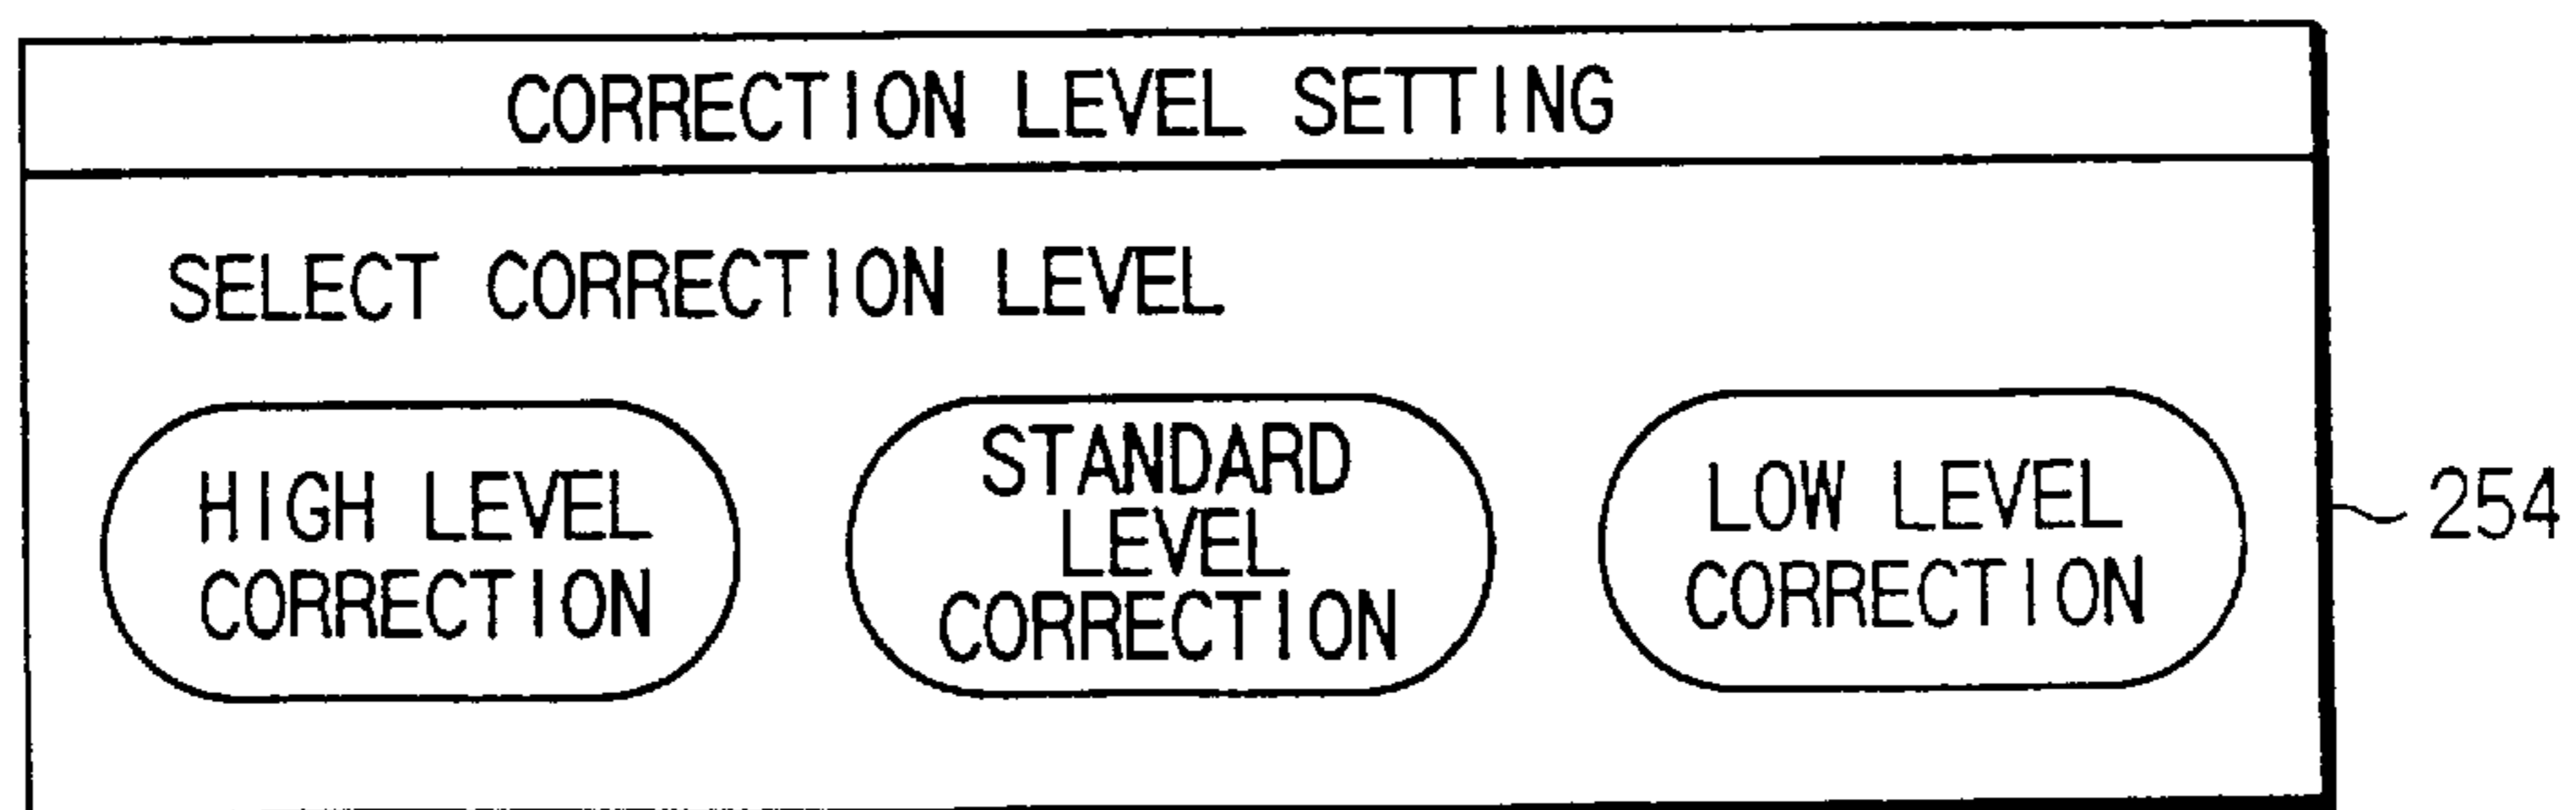 CORRECTION LEVEL SETTING
SELECT CORRECTION LEVEL
HIGH LEVEL
CORRECTION
STANDARD
LEVEL
CORRECTION
LOW LEVEL
CORRECTION
254